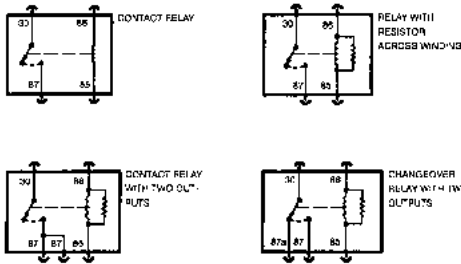 30 86 CONTACT RELAY
87 85
30 86 RELAY WITH
RESISTOR
ACROSS WINDING
87 85
30 86 CONTACT RELAY
WITH TWO OUT-
PUTS
87 87 85
30 86 CHANGEOVER
RELAY WITH TW
OUTPUTS
87a 87 85